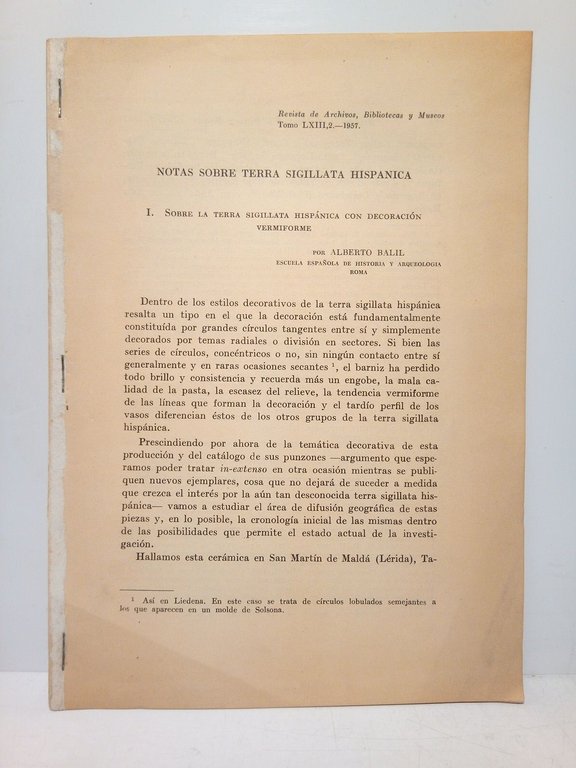 Revista de Archivos, Bibliotecas y Museos
Tomo LXIII,2.—1957.
NOTAS SOBRE TERRA SIGILLATA HISPANICA
I. SOBRE LA TERRA SIGILLATA HISPÁNICA CON DECORACIÓN
VERMIFORME
POR ALBERTO BALIL
ESCUELA ESPAÑOLA DE HISTORIA Y ARQUEOLOGIA
ROMA
Dentro de los estilos decorativos de la terra sigillata hispánica
resalta un tipo en el que la decoración está fundamentalmente
constituída por grandes círculos tangentes entre sí y simplemente
decorados por temas radiales o división en sectores. Si bien las
series de círculos, concéntricos o no, sin ningún contacto entre sí
generalmente y en raras ocasiones secantes ¹, el barniz ha perdido
todo brillo y consistencia y recuerda más un engobe, la mala ca-
lidad de la pasta, la escasez del relieve, la tendencia vermiforme
de las líneas que forman la decoración y el tardío perfil de los
vasos diferencian éstos de los otros grupos de la terra sigillata
hispánica.
Prescindiendo por ahora de la temática decorativa de esta
producción y del catálogo de sus punzones —argumento que espe-
ramos poder tratar in-extenso en otra ocasión mientras se publi-
quen nuevos ejemplares, cosa que no dejará de suceder a medida
que crezca el interés por la aún tan desconocida terra sigillata his-
pánica— vamos a estudiar el área de difusión geográfica de estas
piezas y, en lo posible, la cronología inicial de las mismas dentro
de las posibilidades que permite el estado actual de la investi-
gación.
Hallamos esta cerámica en San Martín de Maldá (Lérida), Ta-
¹ Así en Liedena. En este caso se trata de círculos lobulados semejantes a
los que aparecen en un molde de Solsona.